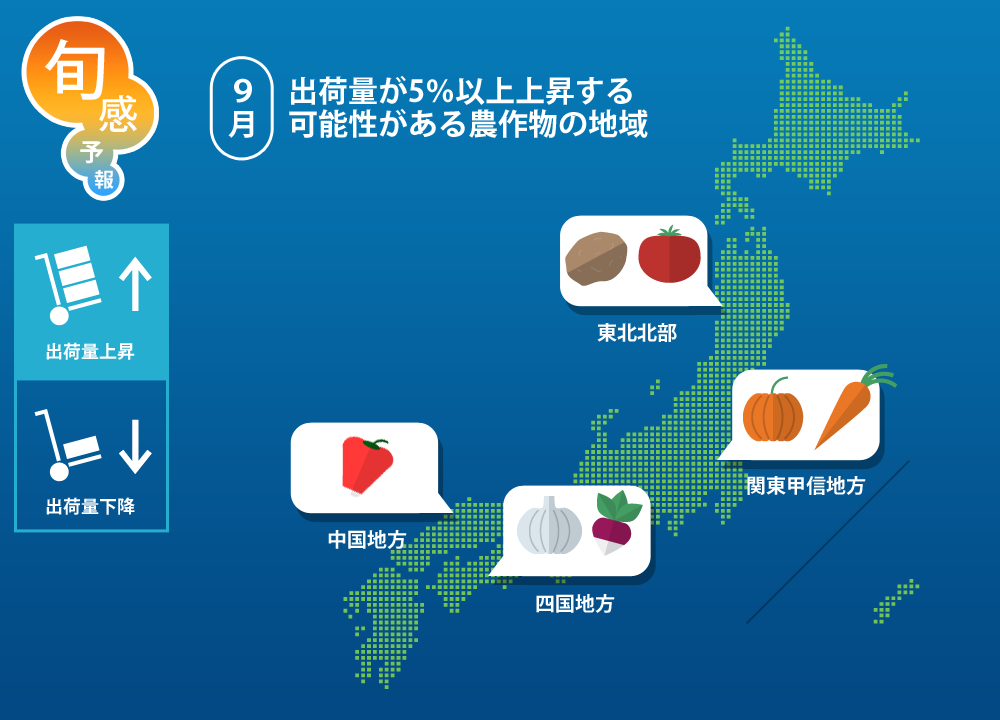 旬
感
予
報
9
月
出荷量が5%以上上昇する
可能性がある農作物の地域
出荷量上昇
出荷量下降
東北北部
関東甲信地方
中国地方
四国地方